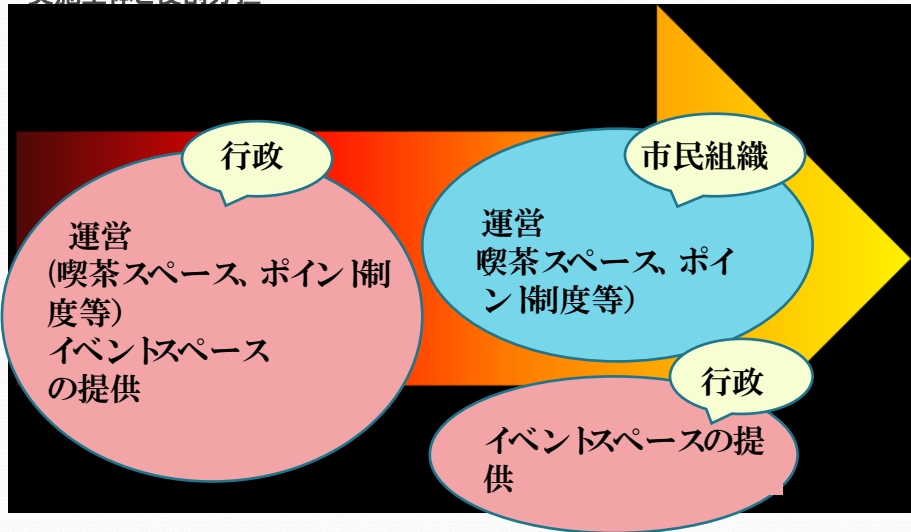 行政
運営
(喫茶スペース、ポイント制
度等)
イベントスペース
の提供
市民組織
運営
喫茶スペース、ポイ
ント制度等)
行政
イベントスペースの提
供